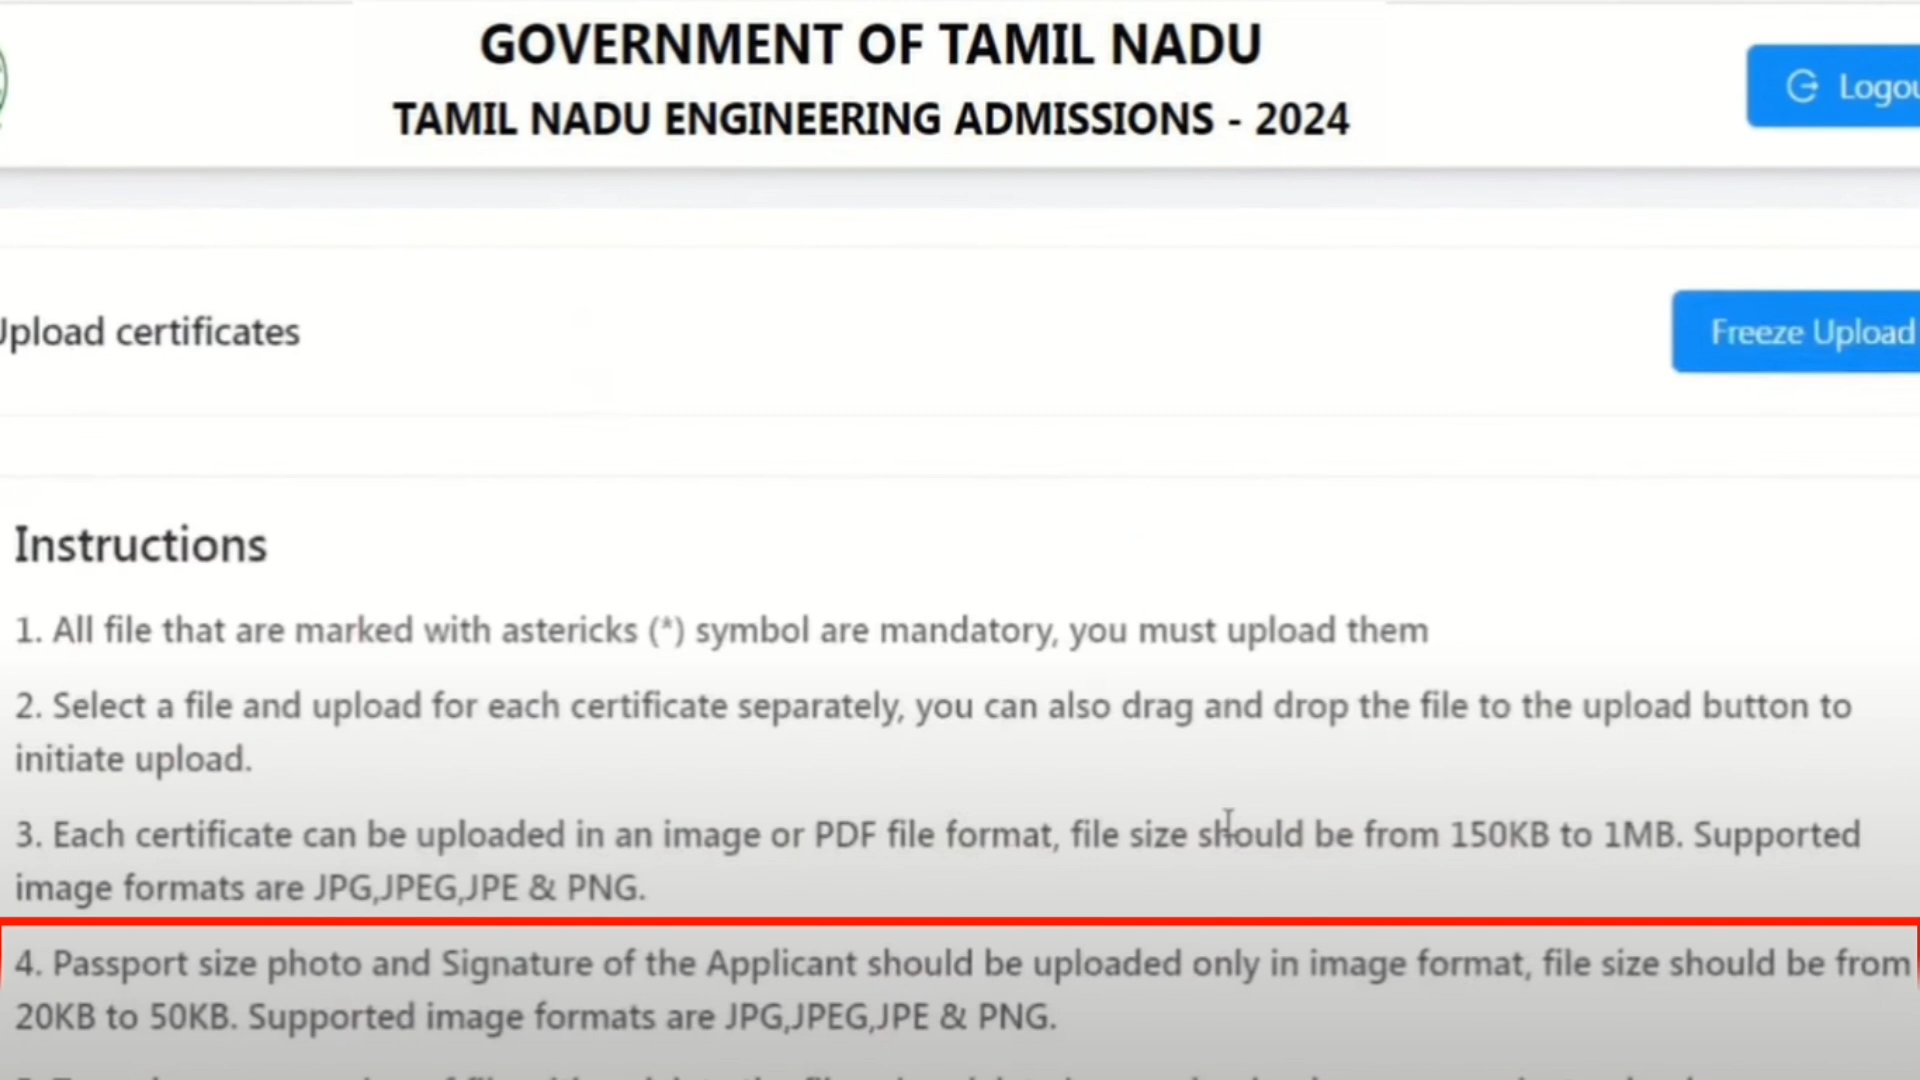 GOVERNMENT OF TAMIL NADU
TAMIL NADU ENGINEERING ADMISSIONS - 2024
Logou
Upload certificates
Freeze Upload
Instructions
1. All file that are marked with astericks (*) symbol are mandatory, you must upload them
2. Select a file and upload for each certificate separately, you can also drag and drop the file to the upload button to
initiate upload.
3. Each certificate can be uploaded in an image or PDF file format, file size should be from 150KB to 1MB. Supported
image formats are JPG,JPEG,JPE & PNG.
4. Passport size photo and Signature of the Applicant should be uploaded only in image format, file size should be from
20KB to 50KB. Supported image formats are JPG,JPEG,JPE & PNG.